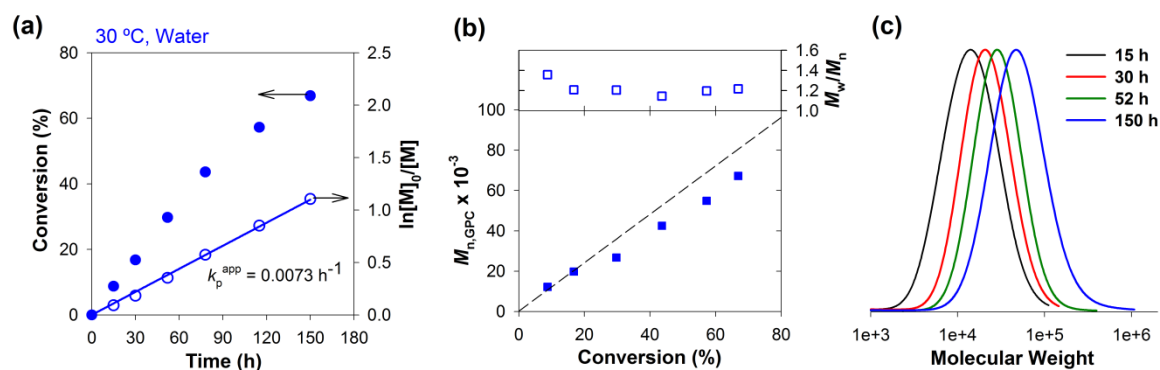 (a)
30 ºC, Water
80
60
40
20
0
Conversion (%)
2.5
2.0
1.5
1.0
0.5
0.0
ln[M]0/[M]
kp^app = 0.0073 h-1
0 30 60 90 120 150 180
Time (h)
(b)
1.6
1.4
1.2
1.0
Mw/Mn
100
80
60
40
20
0
Mn,GPC x 10-3
0 20 40 60 80
Conversion (%)
(c)
15 h
30 h
52 h
150 h
1e+3 1e+4 1e+5 1e+6
Molecular Weight